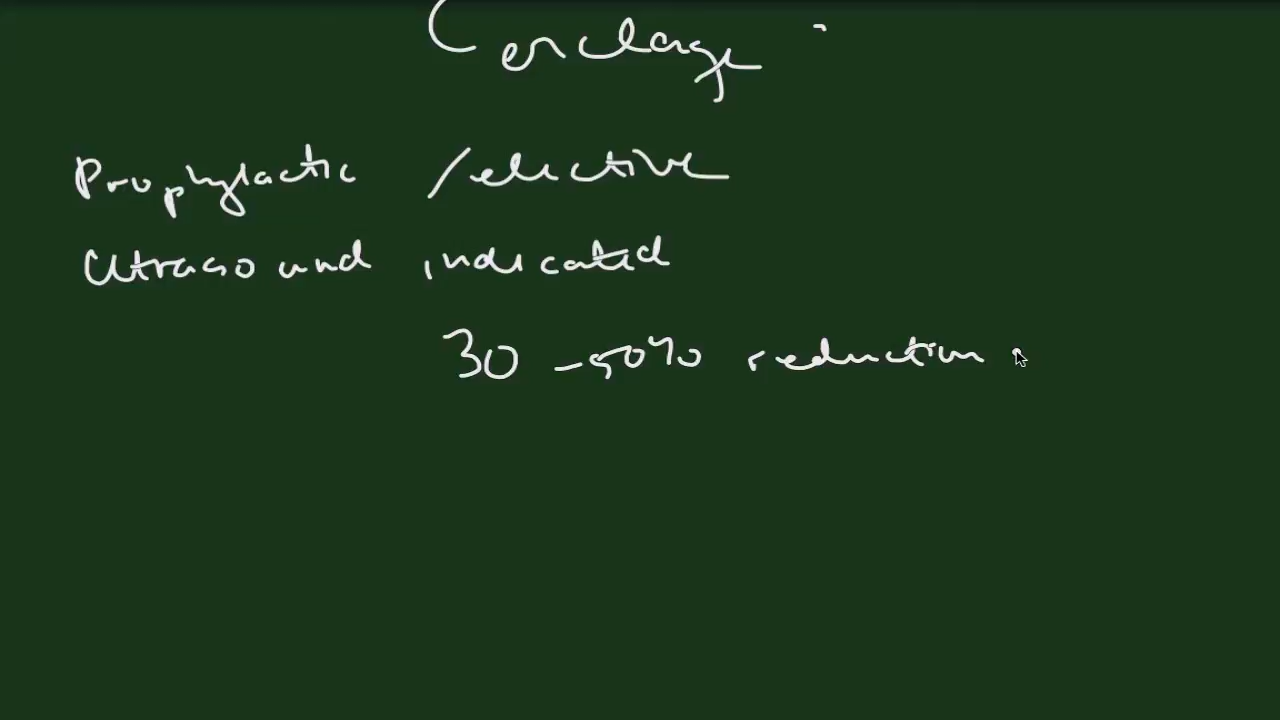 Cerclage
Prophylactic /elective
Ultrasound indicated
30-50% reduction